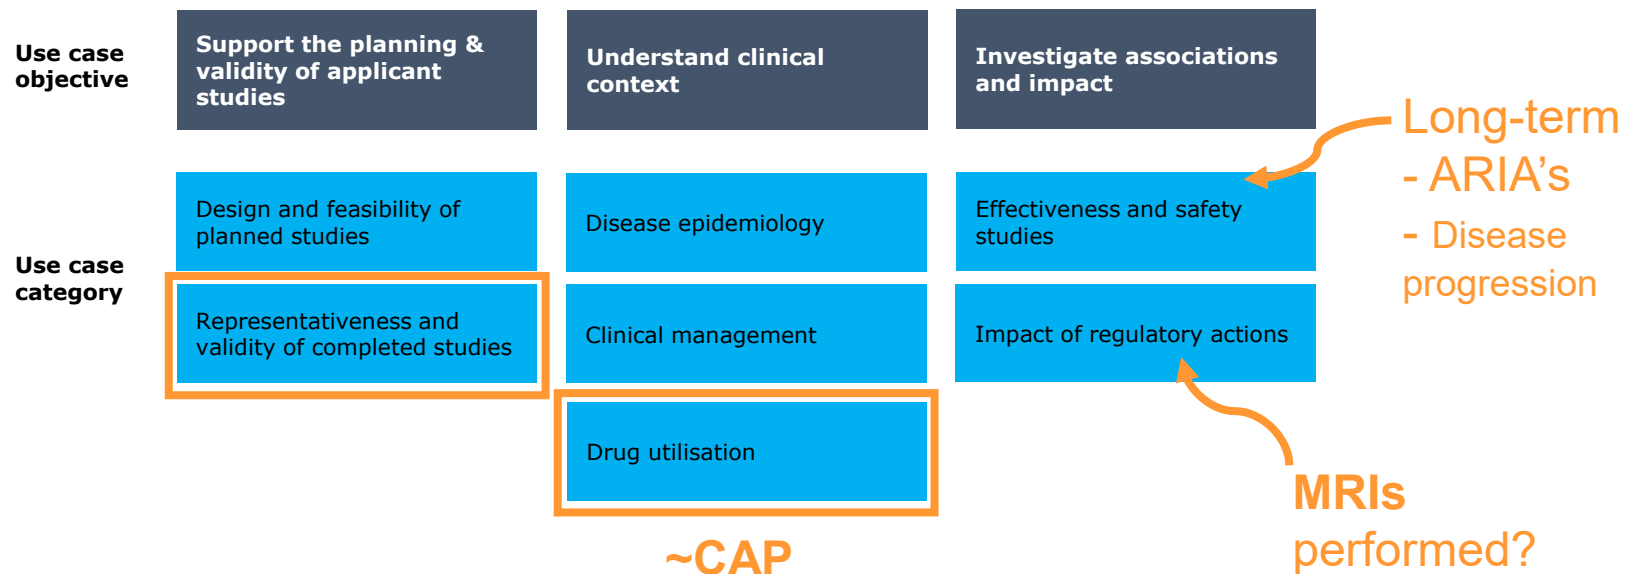 Use case
objective
Support the planning &
validity of applicant
studies
Understand clinical
context
Investigate associations
and impact
Long-term
- ARIA's
- Disease
progression
Use case
category
Design and feasibility of
planned studies
Disease epidemiology
Effectiveness and safety
studies
Representativeness and
validity of completed studies
Clinical management
Impact of regulatory actions
Drug utilisation
~CAP
MRIs
performed?